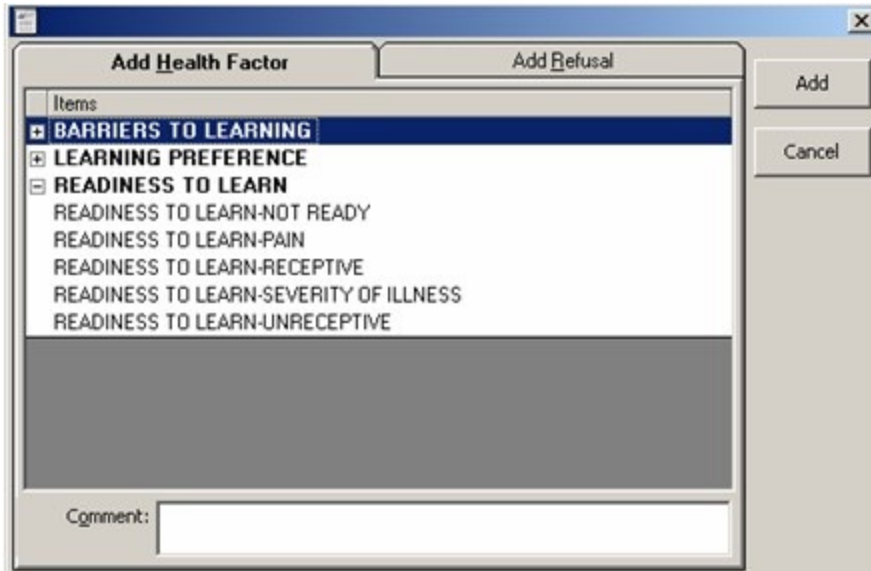 Add Health Factor
Add Refusal
Add
Items
BARRIERS TO LEARNING
Cancel
LEARNING PREFERENCE
READINESS TO LEARN
READINESS TO LEARN-NOT READY
READINESS TO LEARN-PAIN
READINESS TO LEARN-RECEPTIVE
READINESS TO LEARN-SEVERITY OF ILLNESS
READINESS TO LEARN-UNRECEPTIVE
Comment: